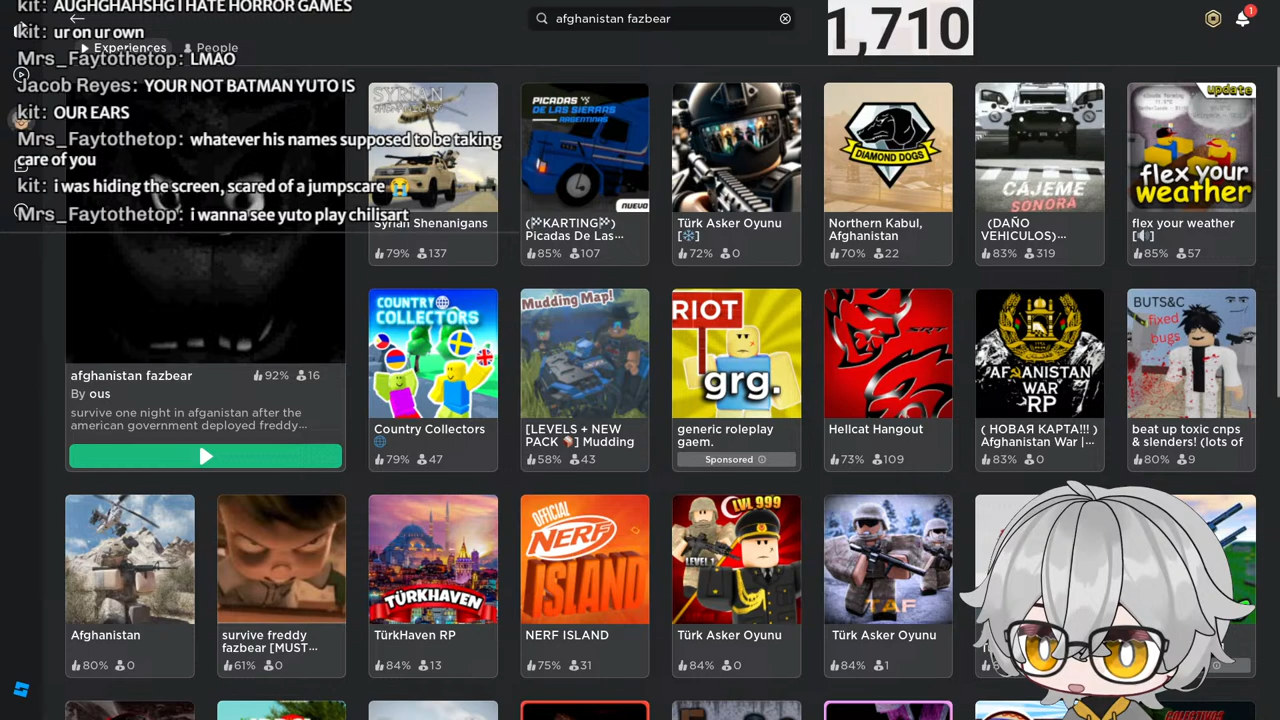 kit: AUGHGHAHSHG I HATE HORROR GAMES
kit: ur on ur own
Mrs_Faytothetop: LMAO
Jacob Reyes: YOUR NOT BATMAN YUTO IS
kit: OUR EARS
Mrs_Faytothetop: whatever his names supposed to be taking
care of you
kit: i was hiding the screen, scared of a jumpscare 😭
Mrs_Faytothetop: i wanna see yuto play chilisart
Experiences
People
afghanistan fazbear
1,710
1
afghanistan fazbear
92% 16
By ous
survive one night in afganistan after the
american government deployed freddy...
SYRIAN
Syrian Shenanigans
79% 137
PICADAS
DE LAS SIERRAS
ARGENTINAS
NUEVO
(🏁KARTING🏁)
Picadas De Las...
85% 107
Türk Asker Oyunu
[❄️]
72% 0
DIAMOND DOGS
Northern Kabul,
Afghanistan
70% 22
CAJEME
SONORA
(DAÑO
VEHICULOS)...
83% 319
update
flex your
weather
flex your weather
[🔊]
85% 57
COUNTRY
COLLECTORS
Country Collectors
🌐
79% 47
Mudding Map!
[LEVELS + NEW
PACK] Mudding
58% 43
RIOT
grg.
generic roleplay
gaem.
Sponsored
SRT
Hellcat Hangout
73% 109
AFGHANISTAN
WAR
RP
( НОВАЯ КАРТА!!! )
Afghanistan War |...
83% 0
BUTS&C
fixed
bugs
beat up toxic cnps
& slenders! (lots of
80% 9
Afghanistan
80% 0
survive freddy
fazbear [MUST...
61% 0
TÜRKHAVEN
TürkHaven RP
84% 13
OFFICIAL
NERF
ISLAND
NERF ISLAND
75% 31
LVL 999
LEVEL 1
Türk Asker Oyunu
84% 0
TAF
Türk Asker Oyunu
84% 1